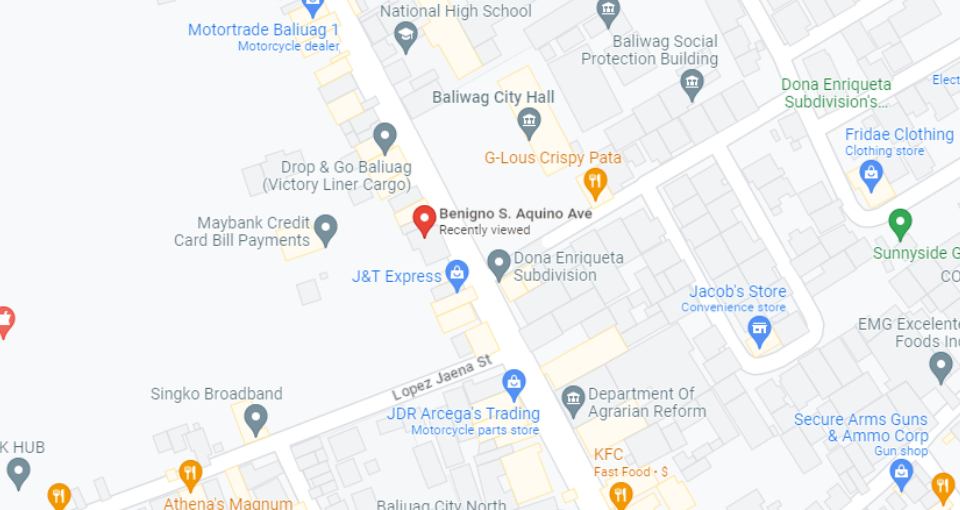 National High School
Motortrade Baliuag 1
Motorcycle dealer
Baliwag Social
Protection Building
Dona Enriqueta
Subdivision's...
Elect
Baliwag City Hall
Fridae Clothing
Clothing store
G-Lous Crispy Pata
Drop & Go Baliuag
(Victory Liner Cargo)
Benigno S. Aquino Ave
Recently viewed
Maybank Credit
Card Bill Payments
Sunnyside G
Dona Enriqueta
Subdivision
J&T Express
CO
Jacob's Store
Convenience store
EMG Excelente
Foods Inc
Lopez Jaena St
Singko Broadband
Department Of
Agrarian Reform
JDR Arcega's Trading
Motorcycle parts store
Secure Arms Guns
& Ammo Corp
Gun shop
K HUB
KFC
Fast Food • $
Athena's Magnum
Baliuag City North